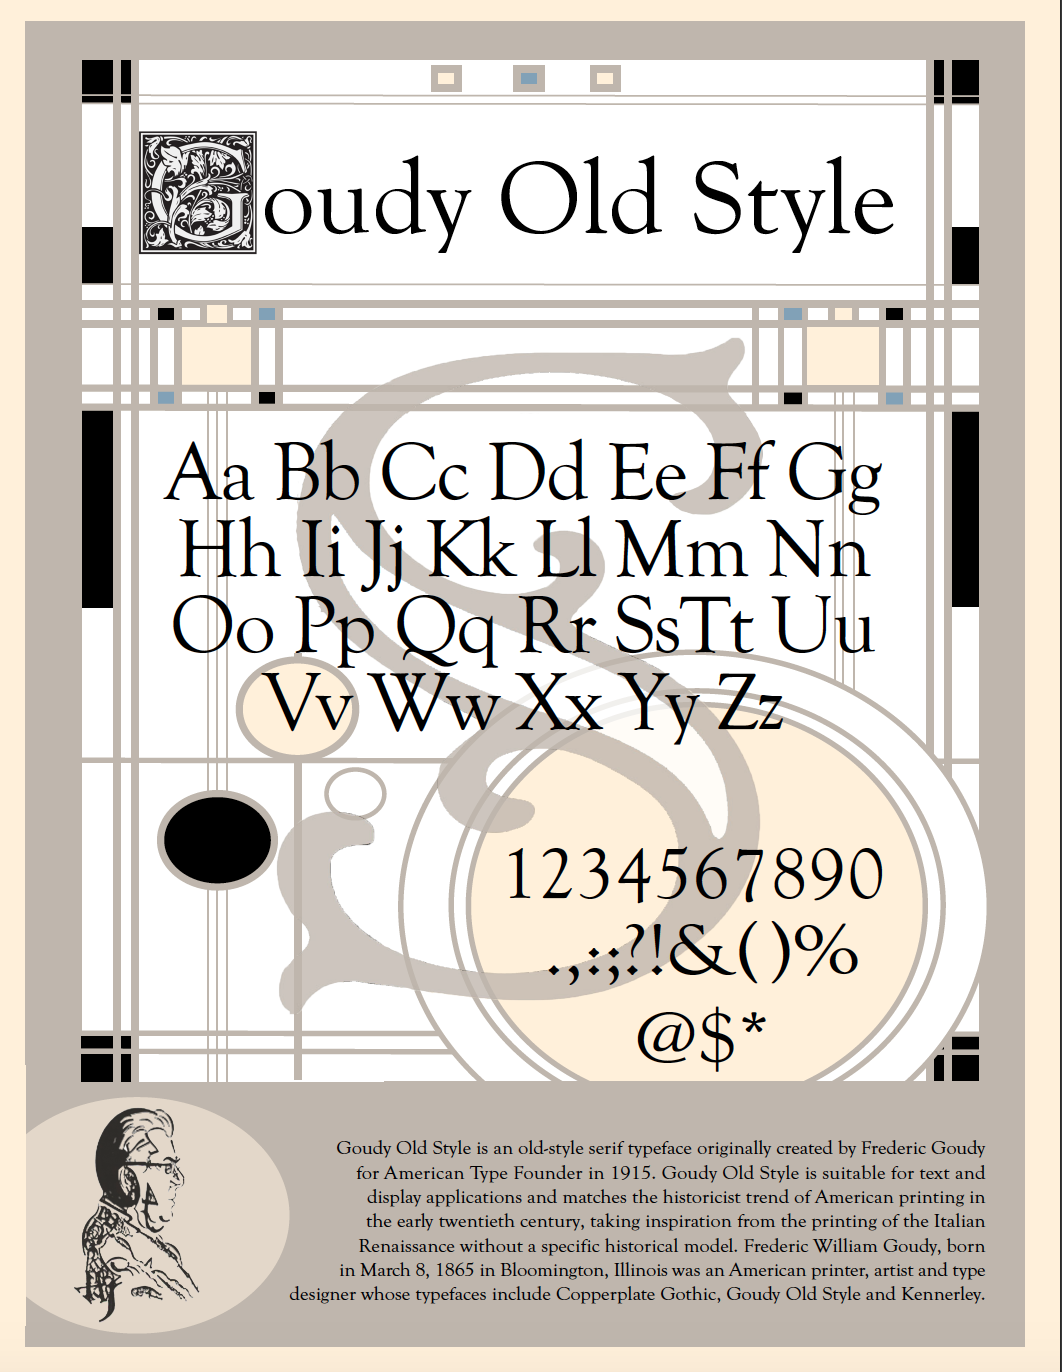 Goudy Old Style
Aa Bb Cc Dd Ee Ff Gg
Hh Ii Jj Kk Ll Mm Nn
Oo Pp Qq Rr SsTt Uu
Vv Ww Xx Yy Zz
1234567890
.,:;?!&()%
@$*
Goudy Old Style is an old-style serif typeface originally created by Frederic Goudy
for American Type Founder in 1915. Goudy Old Style is suitable for text and
display applications and matches the historicist trend of American printing in
the early twentieth century, taking inspiration from the printing of the Italian
Renaissance without a specific historical model. Frederic William Goudy, born
in March 8, 1865 in Bloomington, Illinois was an American printer, artist and type
designer whose typefaces include Copperplate Gothic, Goudy Old Style and Kennerley.